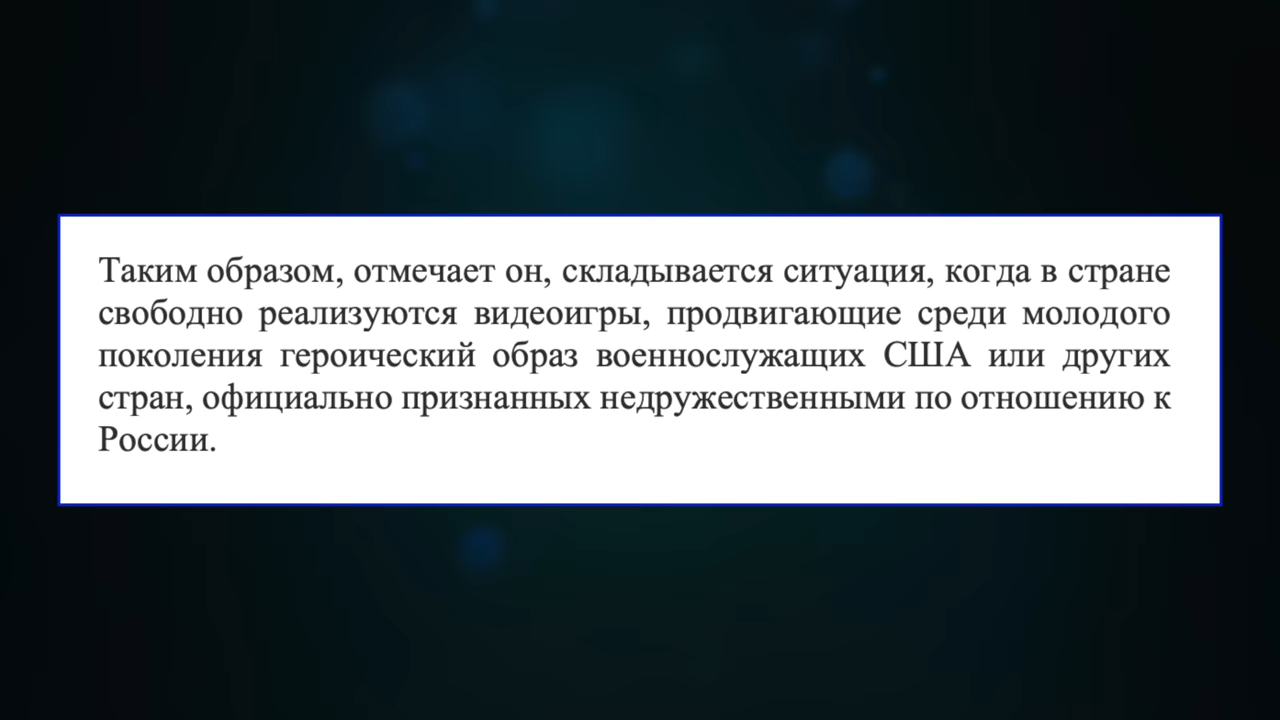 Таким образом, отмечает он, складывается ситуация, когда в стране
свободно реализуются видеоигры, продвигающие среди молодого
поколения героический образ военнослужащих США или других
стран, официально признанных недружественными по отношению к
России.